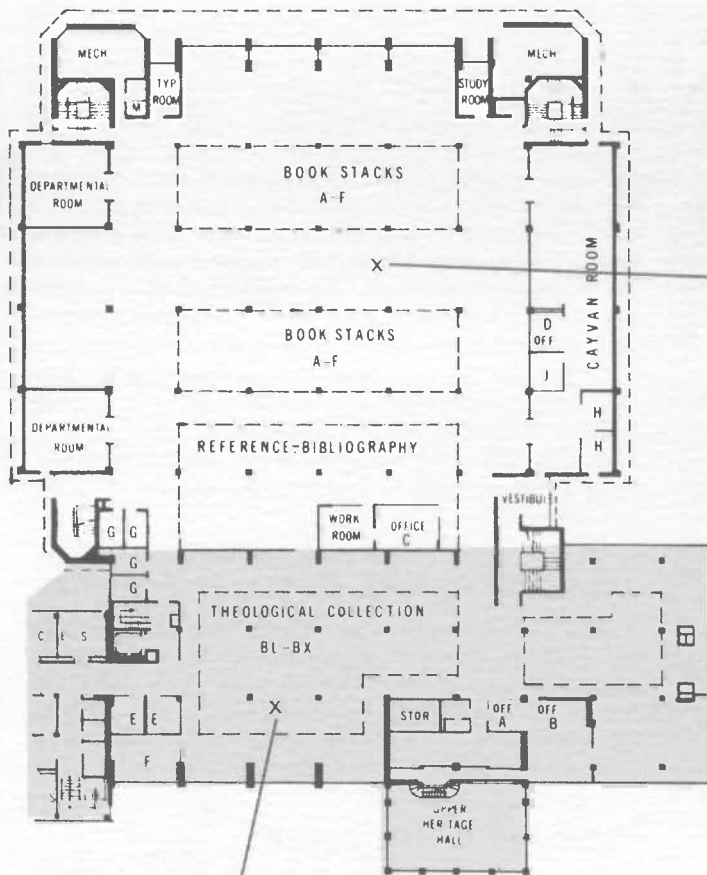 MECH
MECH
TYP
ROOM
STUDY
ROOM
M
BOOK STACKS
A-F
DEPARTMENTAL
ROOM
CAYVAN ROOM
X
D
OFF
BOOK STACKS
A-F
J
H
DEPARTMENTAL
ROOM
REFERENCE-BIBLIOGRAPHY
H
VESTIBULE
G G
WORK
ROOM
OFFICE
C
G
G
THEOLOGICAL COLLECTION
BL-BX
C E S
X
E E
STOR
OFF
A
OFF
B
F
UPPER
HERITAGE
HALL